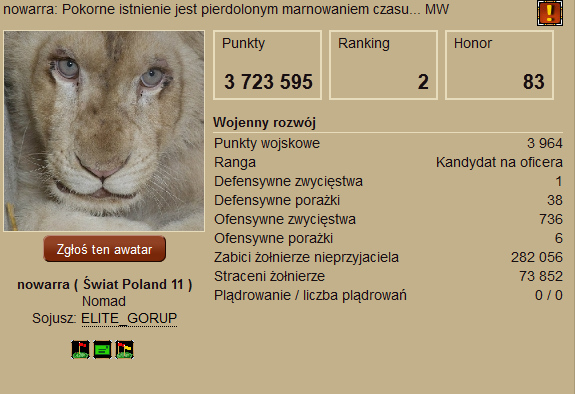 nowarra: Pokorne istnienie jest pierdolonym marnowaniem czasu... MW
Punkty
3 723 595
Ranking
2
Honor
83
Wojenny rozwój
Punkty wojskowe 3 964
Ranga Kandydat na oficera
Defensywne zwycięstwa 1
Defensywne porażki 38
Ofensywne zwycięstwa 736
Ofensywne porażki 6
Zabici żołnierze nieprzyjaciela 282 056
Straceni żołnierze 73 852
Plądrowanie / liczba plądrowań 0 / 0
Zgłoś ten awatar
nowarra ( Świat Poland 11 )
Nomad
Sojusz: ELITE_GORUP